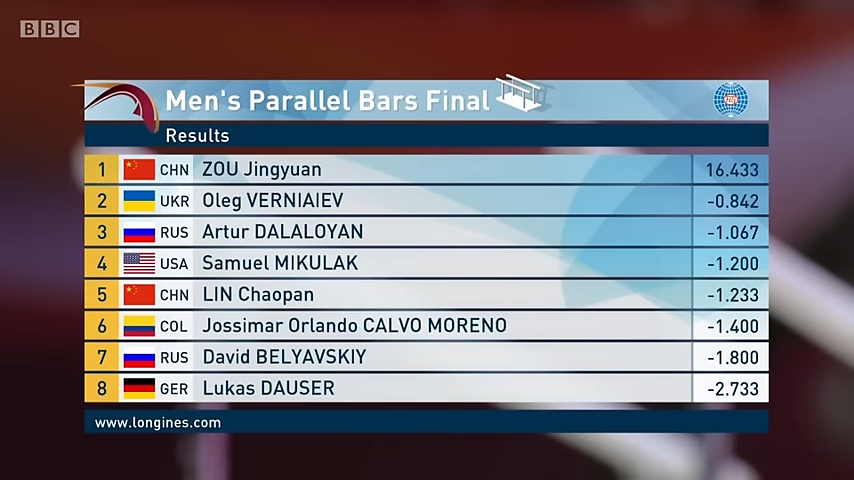 BBC
Men's Parallel Bars Final
Results
1 CHN ZOU Jingyuan 16.433
2 UKR Oleg VERNIAIEV -0.842
3 RUS Artur DALALOYAN -1.067
4 USA Samuel MIKULAK -1.200
5 CHN LIN Chaopan -1.233
6 COL Jossimar Orlando CALVO MORENO -1.400
7 RUS David BELYAVSKIY -1.800
8 GER Lukas DAUSER -2.733
www.longines.com